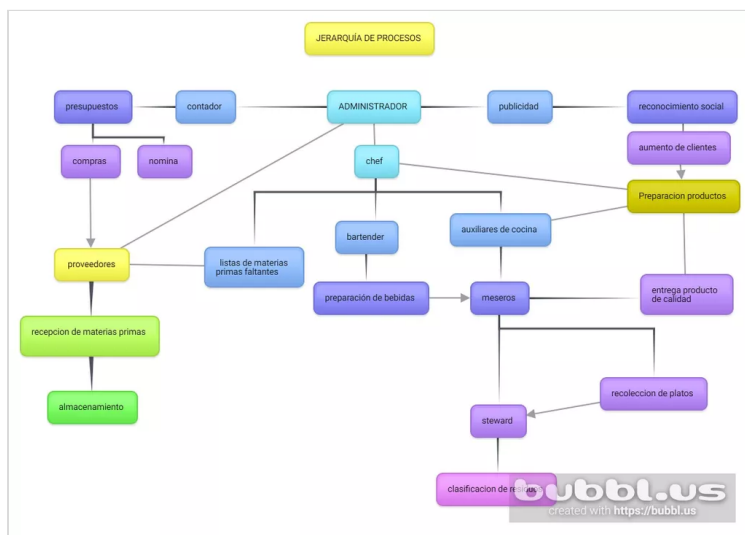 JERARQUÍA DE PROCESOS
presupuestos
contador
ADMINISTRADOR
publicidad
reconocimiento social
compras
nomina
chef
aumento de clientes
Preparacion productos
bartender
auxiliares de cocina
proveedores
listas de materias
primas faltantes
preparación de bebidas
meseros
entrega producto
de calidad
recepcion de materias primas
almacenamiento
recoleccion de platos
steward
clasificacion de
bubbl.us
created with https://bubbl.us